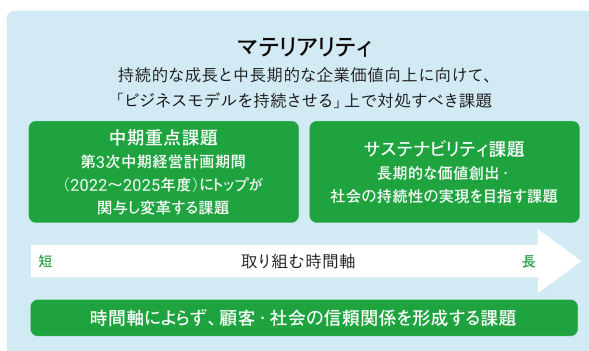 マテリアリティ
持続的な成長と中長期的な企業価値向上に向けて、
「ビジネスモデルを持続させる」上で対処すべき課題
中期重点課題
第3次中期経営計画期間
（2022～2025年度）にトップが
関与し変革する課題
サステナビリティ課題
長期的な価値創出・
社会の持続性の実現を目指す課題
短
取り組む時間軸
長
時間軸によらず、顧客・社会の信頼関係を形成する課題